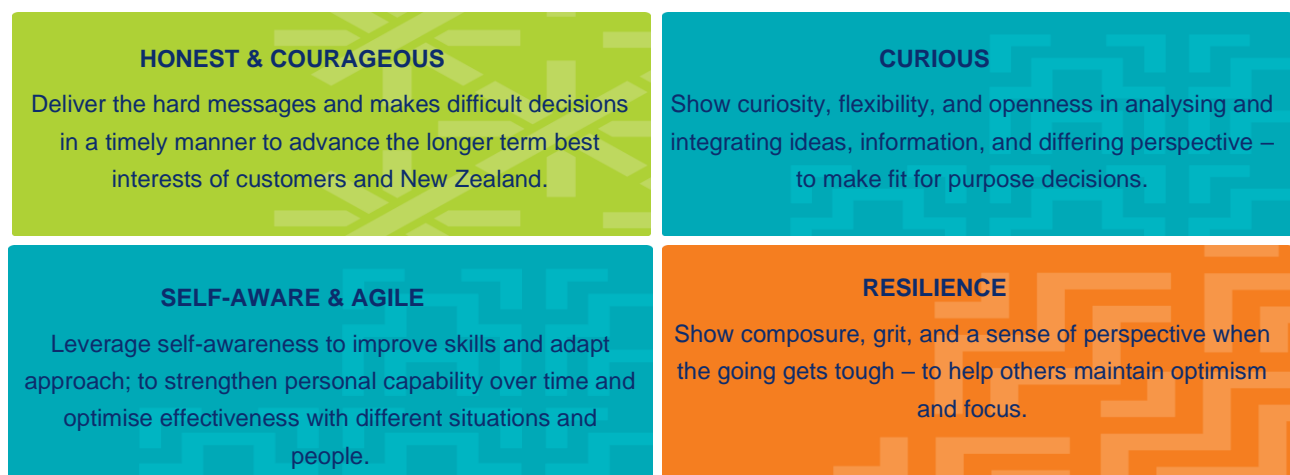 HONEST & COURAGEOUS
Deliver the hard messages and makes difficult decisions
in a timely manner to advance the longer term best
interests of customers and New Zealand.
CURIOUS
Show curiosity, flexibility, and openness in analysing and
integrating ideas, information, and differing perspective –
to make fit for purpose decisions.
SELF-AWARE & AGILE
Leverage self-awareness to improve skills and adapt
approach; to strengthen personal capability over time and
optimise effectiveness with different situations and
people.
RESILIENCE
Show composure, grit, and a sense of perspective when
the going gets tough – to help others maintain optimism
and focus.